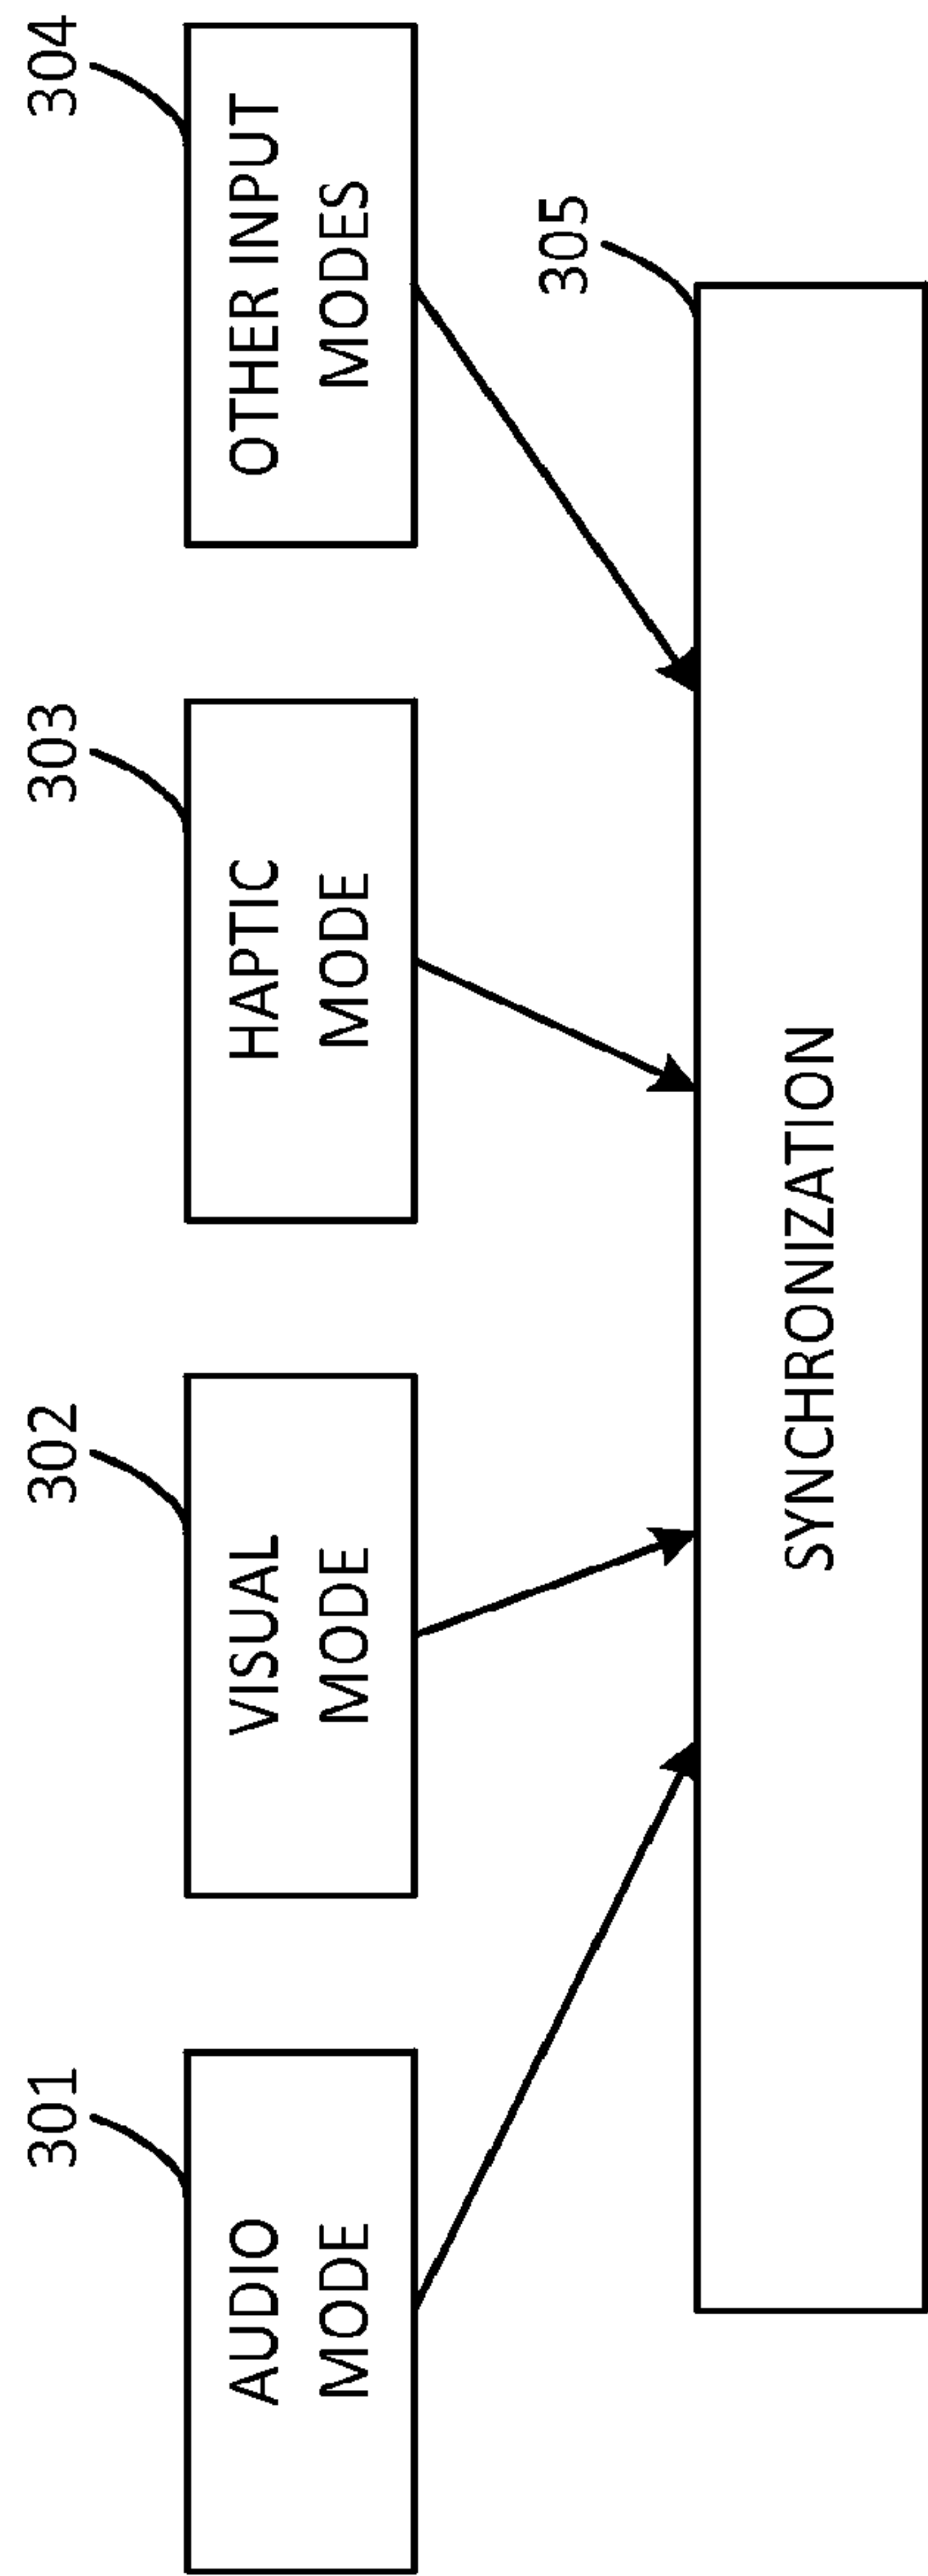 301
AUDIO
MODE
302
VISUAL
MODE
303
HAPTIC
MODE
304
OTHER INPUT
MODES
305
SYNCHRONIZATION